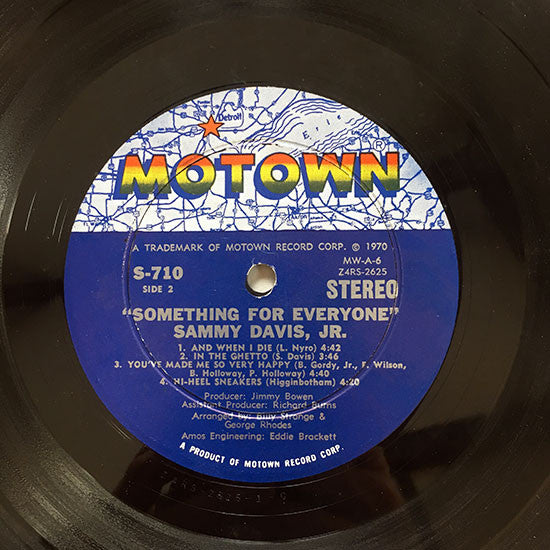 Detroit
Erie
MOTOWN®
A TRADEMARK OF MOTOWN RECORD CORP. © 1970
S-710
MW-A-6
Z4RS-2625
SIDE 2
STEREO
"SOMETHING FOR EVERYONE"
SAMMY DAVIS, JR.
1. AND WHEN I DIE (L. Nyro) 4:42
2. IN THE GHETTO (S. Davis) 3:46
3. YOU'VE MADE ME SO VERY HAPPY (B. Gordy, Jr., F. Wilson,
B. Holloway, P. Holloway) 4:40
4. HI-HEEL SNEAKERS (Higginbotham) 4:20
Producer: Jimmy Bowen
Assistant Producer: Richard Burns
Arranged by: Billy Strange &
George Rhodes
Amos Engineering: Eddie Brackett
A PRODUCT OF MOTOWN RECORD CORP.